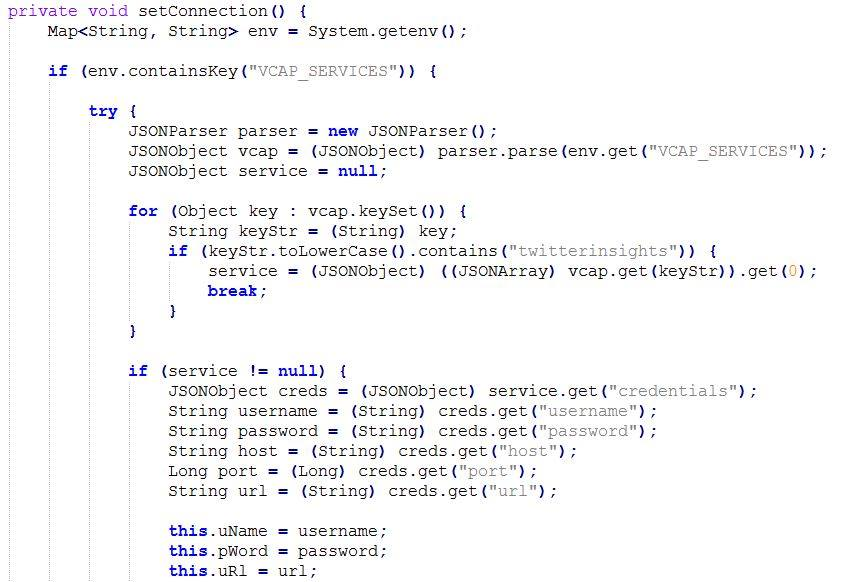 private void setConnection() {
    Map<String, String> env = System.getenv();

    if (env.containsKey("VCAP_SERVICES")) {

        try {
            JSONParser parser = new JSONParser();
            JSONObject vcap = (JSONObject) parser.parse(env.get("VCAP_SERVICES"));
            JSONObject service = null;

            for (Object key : vcap.keySet()) {
                String keyStr = (String) key;
                if (keyStr.toLowerCase().contains("twitterinsights")) {
                    service = (JSONObject) ((JSONArray) vcap.get(keyStr)).get(0);
                    break;
                }
            }

            if (service != null) {
                JSONObject creds = (JSONObject) service.get("credentials");
                String username = (String) creds.get("username");
                String password = (String) creds.get("password");
                String host = (String) creds.get("host");
                Long port = (Long) creds.get("port");
                String url = (String) creds.get("url");

                this.uName = username;
                this.pWord = password;
                this.uRl = url;